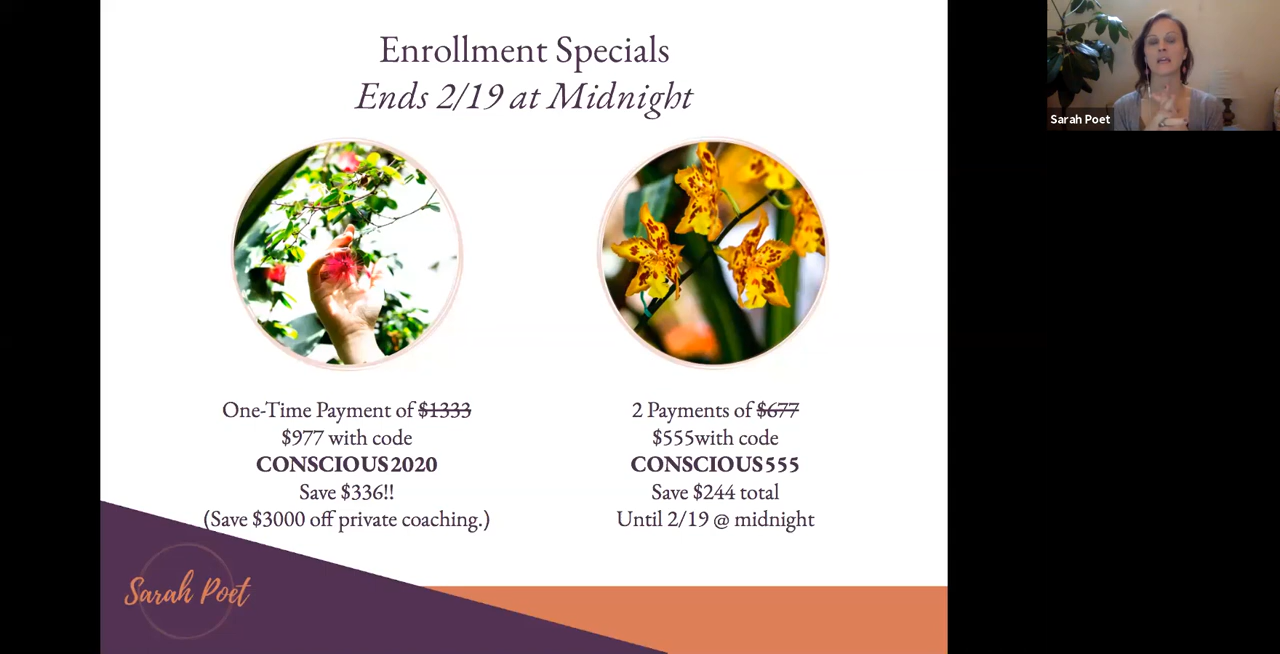 Enrollment Specials
Ends 2/19 at Midnight
Sarah Poet
One-Time Payment of $1333
$977 with code
CONSCIOUS2020
Save $336!!
(Save $3000 off private coaching.)
2 Payments of $677
$555with code
CONSCIOUS555
Save $244 total
Until 2/19 @ midnight
Sarah Poet